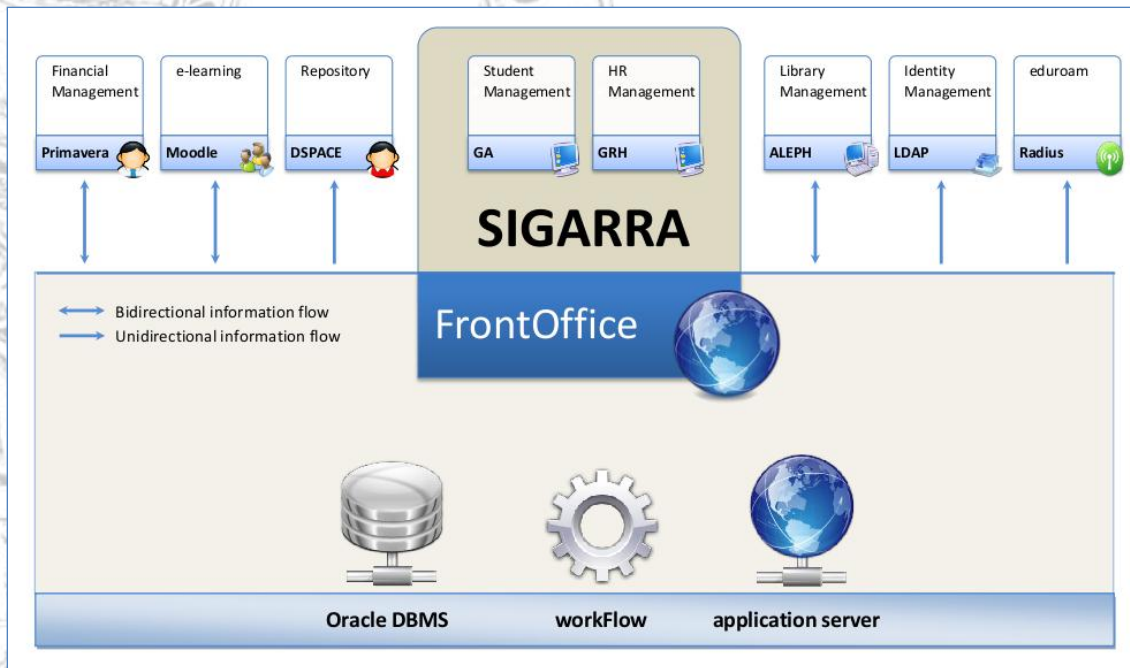 Financial
Management
Primavera
e-learning
Moodle
Repository
DSPACE
Student
Management
GA
HR
Management
GRH
Library
Management
ALEPH
Identity
Management
LDAP
eduroam
Radius
SIGARRA
FrontOffice
Bidirectional information flow
Unidirectional information flow
Oracle DBMS
workFlow
application server